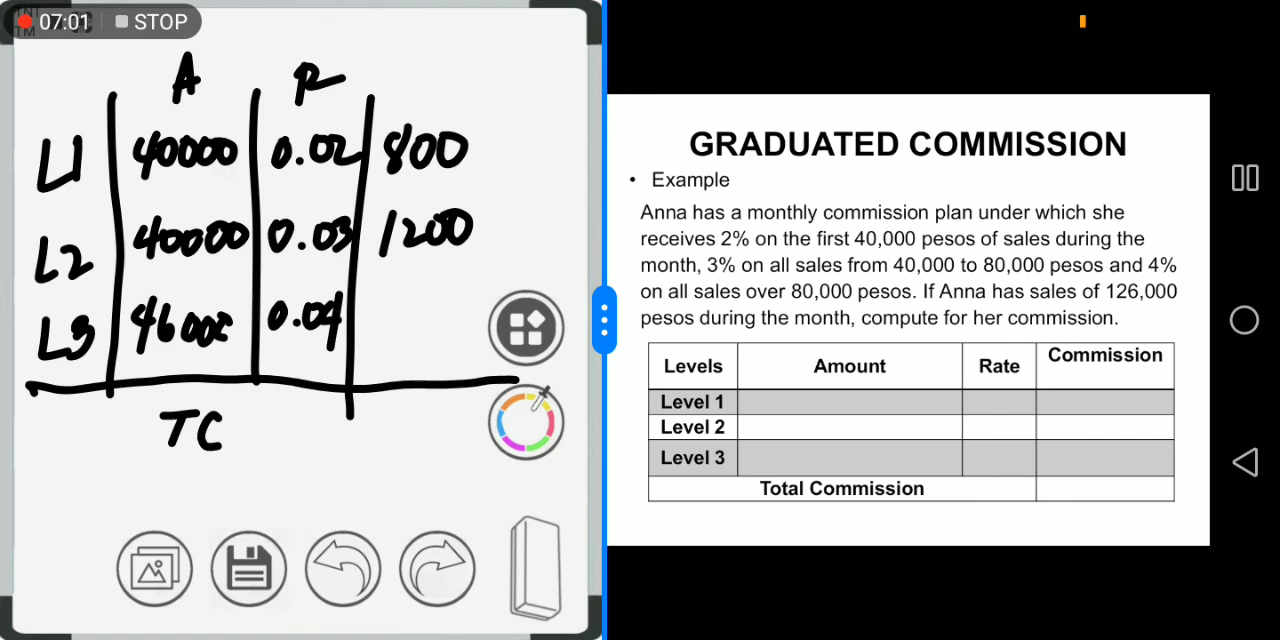 07:01 STOP
A R
L1 40000 0.02 800
L2 40000 0.03 1200
L3 46000 0.04
TC
GRADUATED COMMISSION
• Example
Anna has a monthly commission plan under which she
receives 2% on the first 40,000 pesos of sales during the
month, 3% on all sales from 40,000 to 80,000 pesos and 4%
on all sales over 80,000 pesos. If Anna has sales of 126,000
pesos during the month, compute for her commission.
Levels Amount Rate Commission
Level 1
Level 2
Level 3
Total Commission